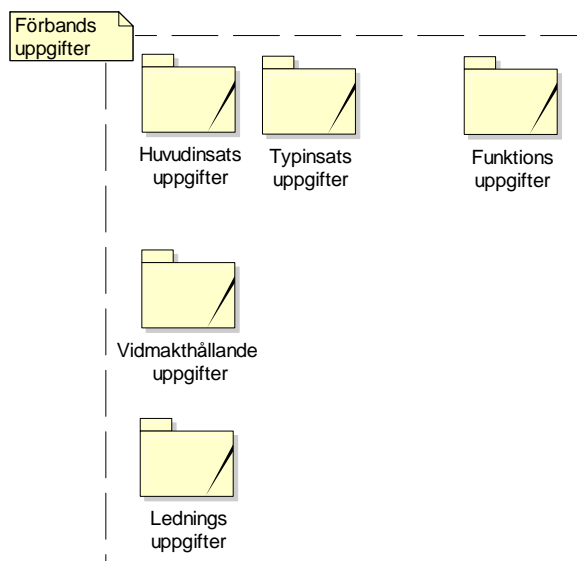 Förbands
uppgifter
Huvudinsats
uppgifter
Typinsats
uppgifter
Funktions
uppgifter
Vidmakthållande
uppgifter
Lednings
uppgifter